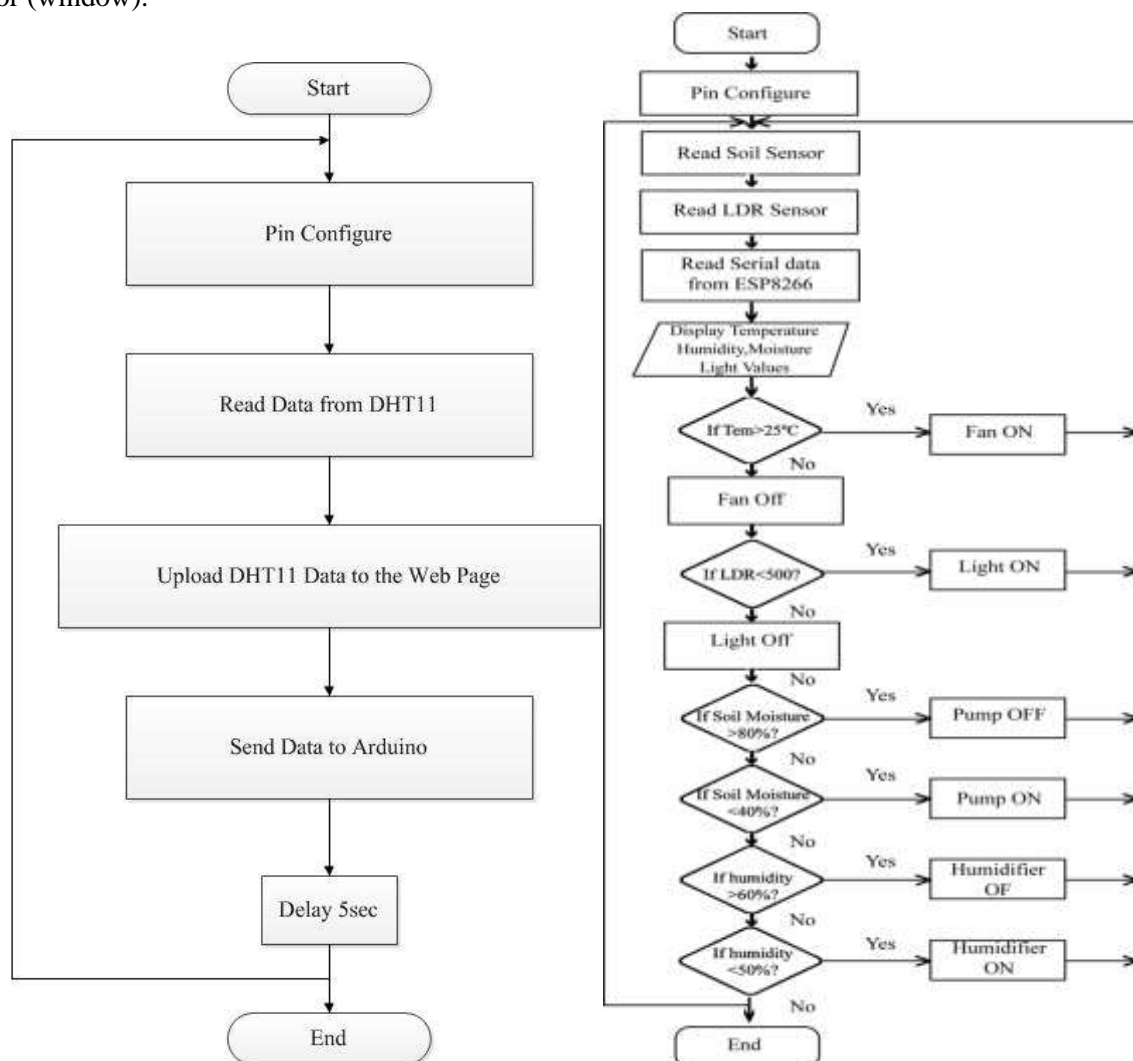 or (window).
Start
Pin Configure
Read Data from DHT11
Upload DHT11 Data to the Web Page
Send Data to Arduino
Delay 5sec
End
Start
Pin Configure
Read Soil Sensor
Read LDR Sensor
Read Serial data
from ESP8266
Display Temperature
Humidity,Moisture
Light Values
If Tem>25°C
Yes
Fan ON
No
Fan Off
If LDR<500?
Yes
Light ON
No
Light Off
No
If Soil Moisture
>80%?
Yes
Pump OFF
No
If Soil Moisture
<40%?
Yes
Pump ON
No
If humidity
>60%?
Yes
Humidifier
OF
No
If humidity
<50%?
Yes
Humidifier
ON
No
End